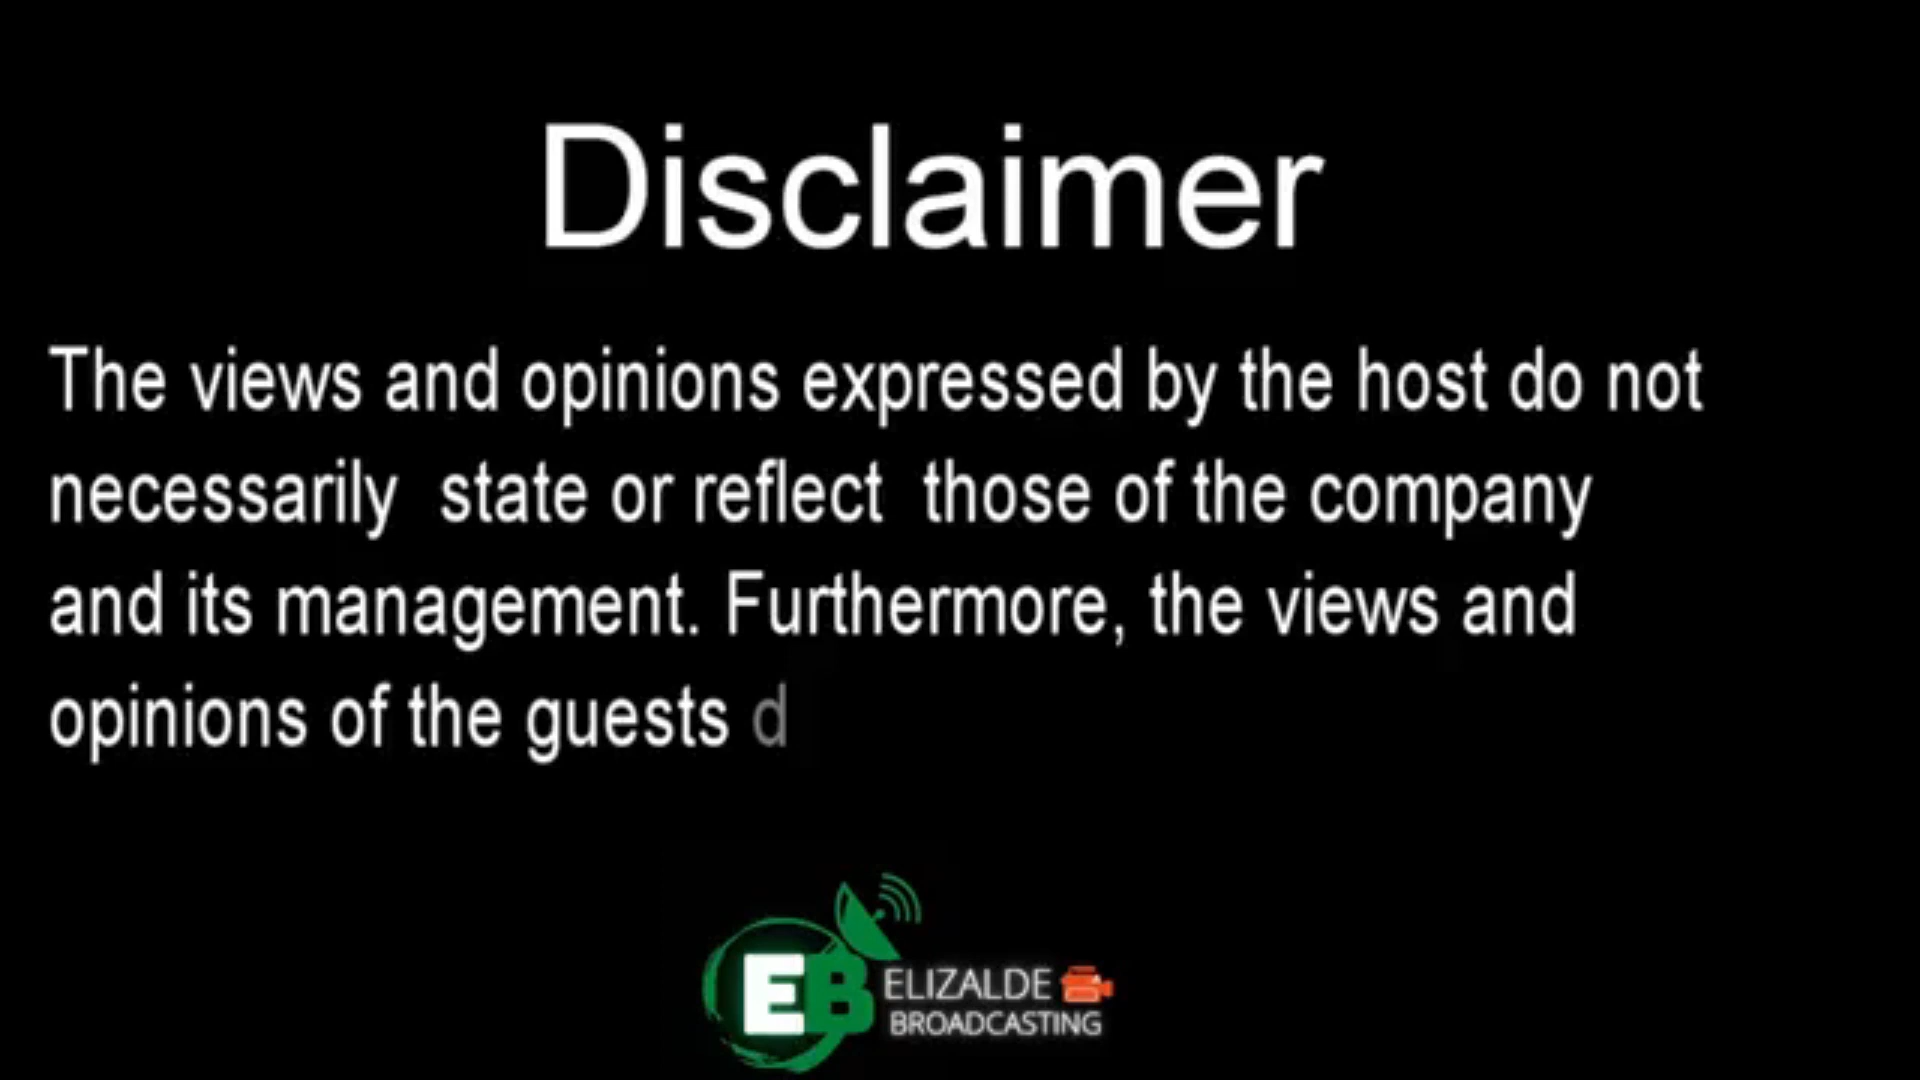 Disclaimer
The views and opinions expressed by the host do not
necessarily  state or reflect  those of the company
and its management. Furthermore, the views and
opinions of the guests d
EB
ELIZALDE
BROADCASTING